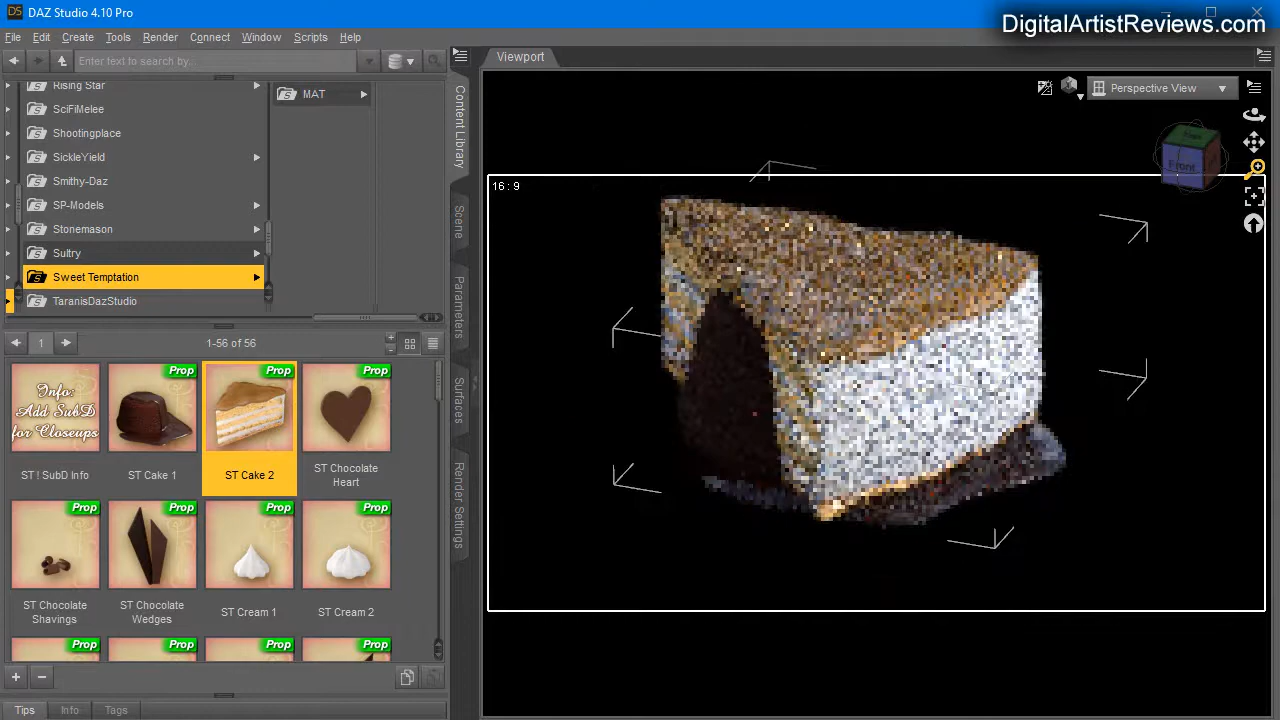 DAZ Studio 4.10 Pro
DigitalArtistReviews.com
File Edit Create Tools Render Connect Window Scripts Help
Enter text to search by...
Rising Star
SciFiMelee
Shootingplace
SickleYield
Smithy-Daz
SP-Models
Stonemason
Sultry
Sweet Temptation
TaranisDazStudio
MAT
Content Library
Scene
Parameters
Surfaces
Render Settings
Viewport
Perspective View
Front
16 : 9
1
1-56 of 56
Info:
Add SubD
for Closeups
Prop Prop Prop
ST ! SubD Info
ST Cake 1
ST Cake 2
ST Chocolate
Heart
Prop Prop Prop Prop
ST Chocolate
Shavings
ST Chocolate
Wedges
ST Cream 1
ST Cream 2
Prop Prop Prop Prop
Tips Info Tags